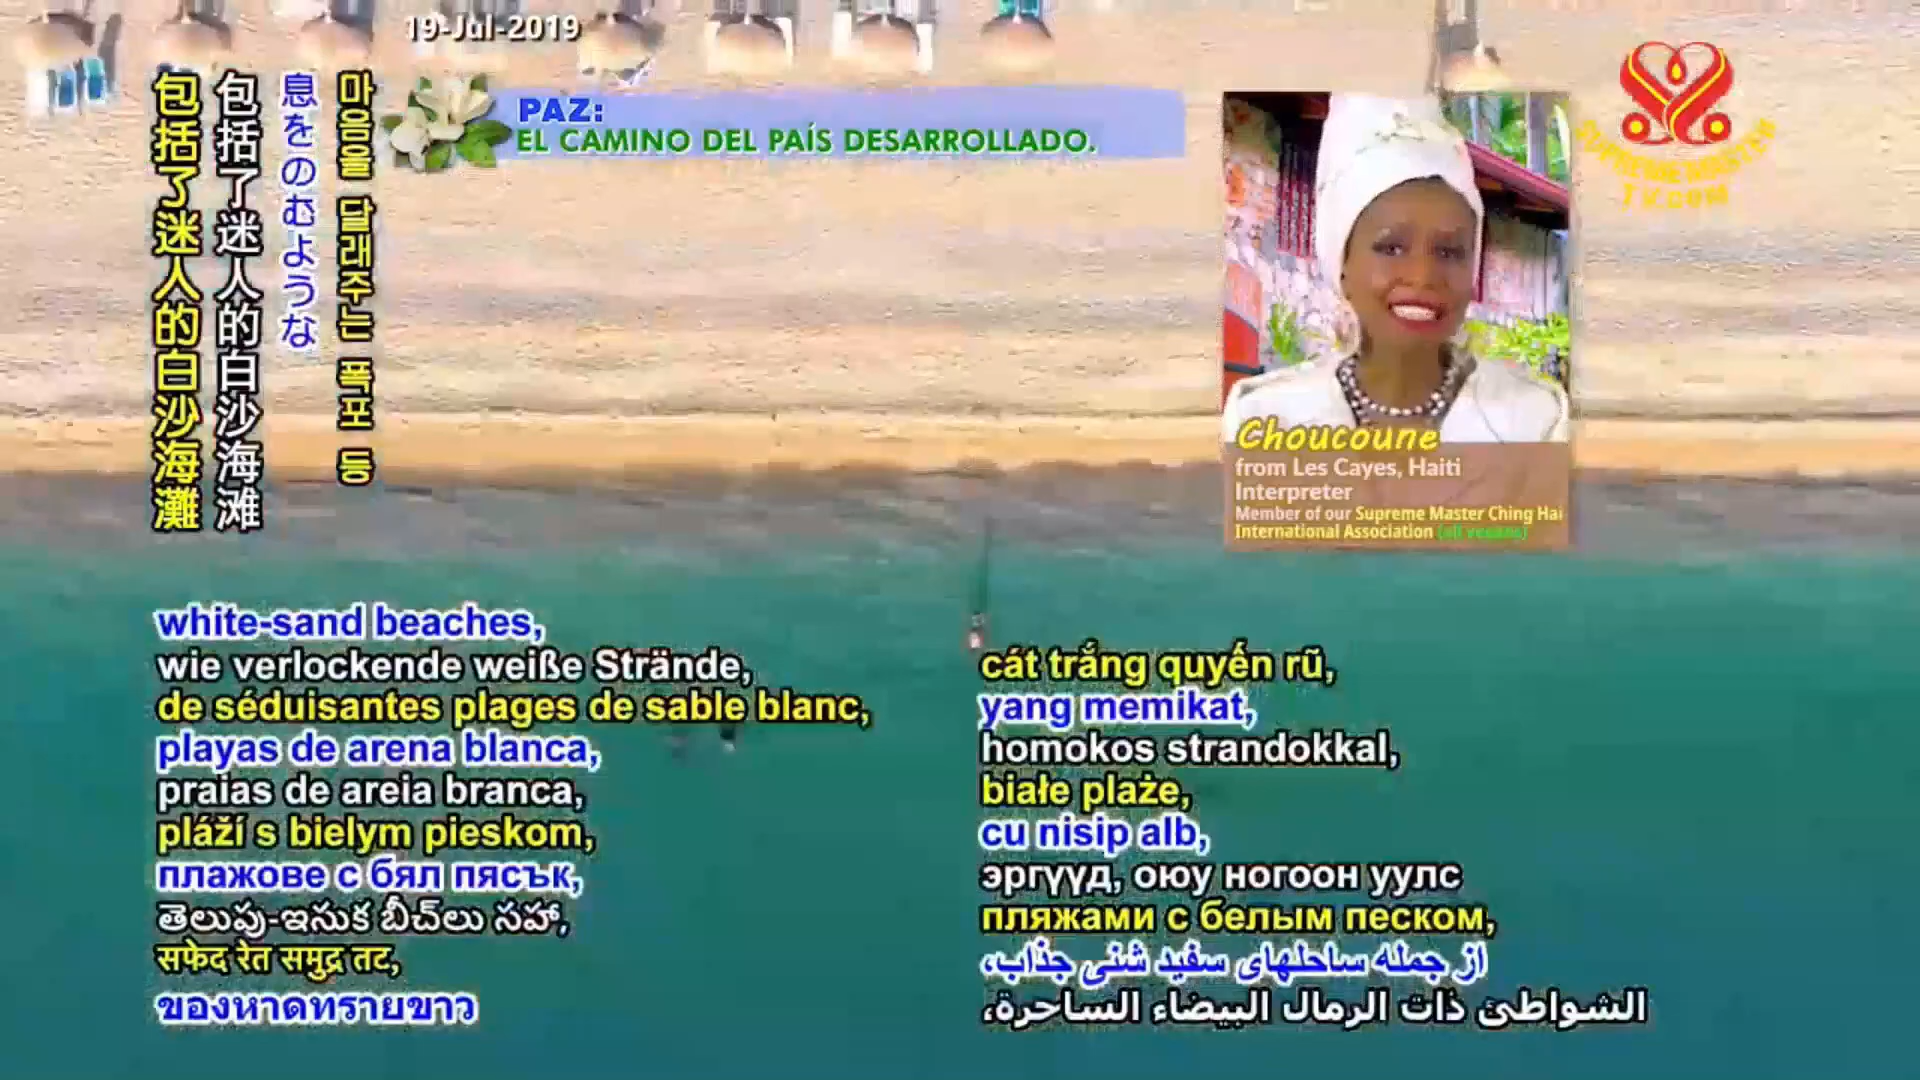 19-Jul-2019
PAZ:
EL CAMINO DEL PAÍS DESARROLLADO.
包括了迷人的白沙海灘
包括了迷人的白沙海滩
息をのむような
마음을 달래주는 폭포 등
SUPREMEMASTER
TV.com
Choucoune
from Les Cayes, Haiti
Interpreter
Member of our Supreme Master Ching Hai
International Association (all vegans)
white-sand beaches,
wie verlockende weiße Strände,
de séduisantes plages de sable blanc,
playas de arena blanca,
praias de areia branca,
pláží s bielym pieskom,
плажове с бял пясък,
తెలుపు-ఇసుక బీచ్‌లు సహా,
सफेद रेत समुद्र तट,
ของหาดทรายขาว
cát trắng quyến rũ,
yang memikat,
homokos strandokkal,
białe plaże,
cu nisip alb,
эргүүд, оюу ногоон уулс
пляжами с белым песком,
از جمله ساحلهای سفید شنی جذاب،
الشواطئ ذات الرمال البيضاء الساحرة،